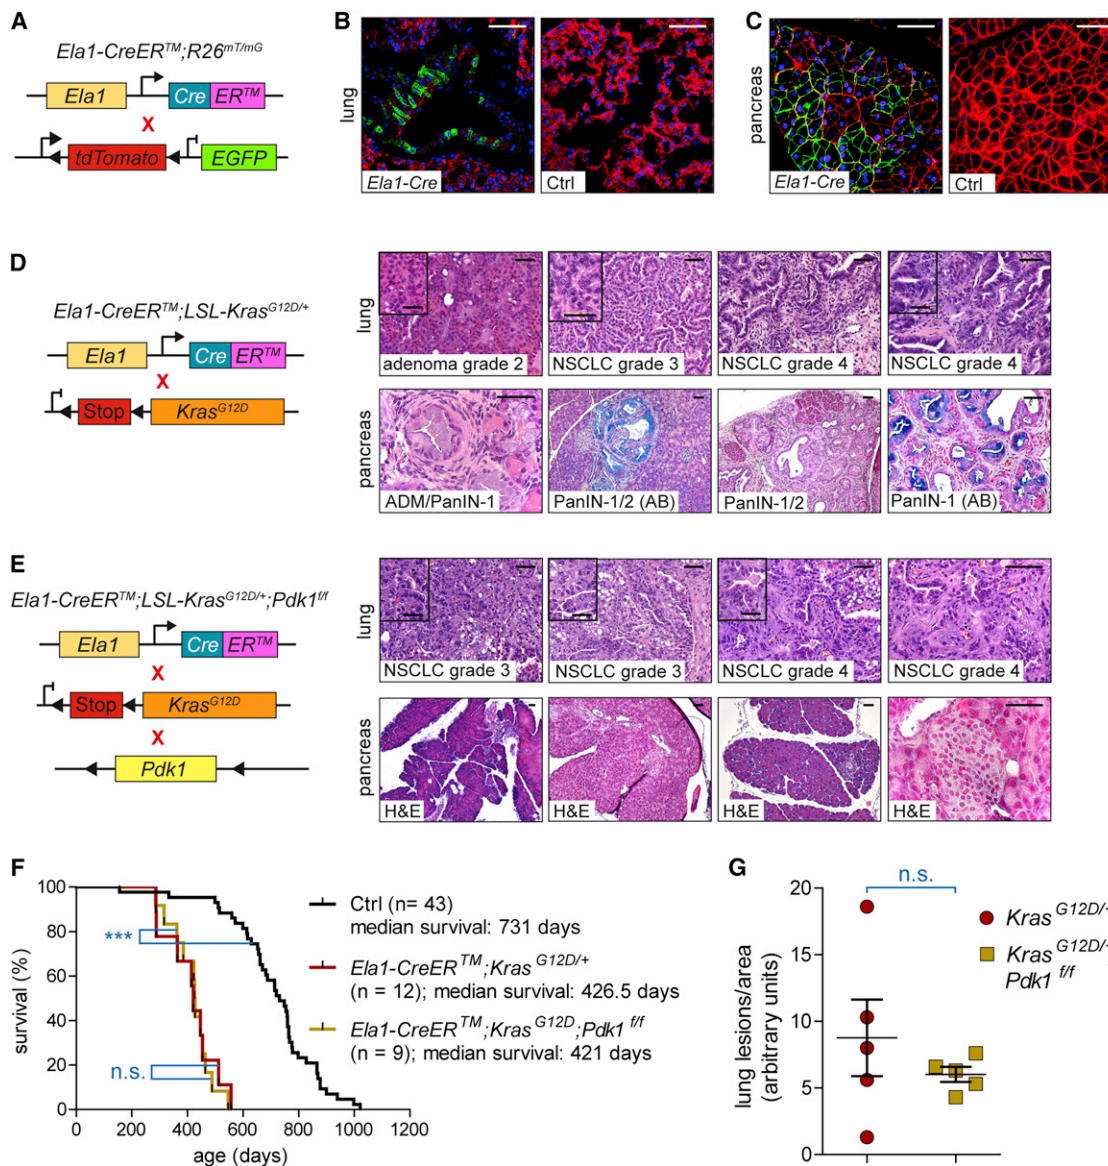 A
Ela1-CreER™;R26mT/mG
Ela1
Cre
ER™
X
tdTomato
EGFP
B
lung
Ela1-Cre
Ctrl
C
pancreas
Ela1-Cre
Ctrl
D
Ela1-CreER™;LSL-KrasG12D/+
Ela1
Cre
ER™
X
Stop
KrasG12D
lung
adenoma grade 2
NSCLC grade 3
NSCLC grade 4
NSCLC grade 4
pancreas
ADM/PanIN-1
PanIN-1/2 (AB)
PanIN-1/2
PanIN-1 (AB)
E
Ela1-CreER™;LSL-KrasG12D/+;Pdk1f/f
Ela1
Cre
ER™
X
Stop
KrasG12D
X
Pdk1
lung
NSCLC grade 3
NSCLC grade 3
NSCLC grade 4
NSCLC grade 4
pancreas
H&E
H&E
H&E
H&E
F
survival (%)
100
80
60
40
20
0
***
n.s.
0
200
400
600
800
1000
1200
age (days)
Ctrl (n= 43)
median survival: 731 days
Ela1-CreER™;KrasG12D/+
(n = 12); median survival: 426.5 days
Ela1-CreER™;KrasG12D;Pdk1f/f
(n = 9); median survival: 421 days
G
lung lesions/area
(arbitrary units)
20
15
10
5
0
n.s.
KrasG12D/
KrasG12D/
Pdk1f/f